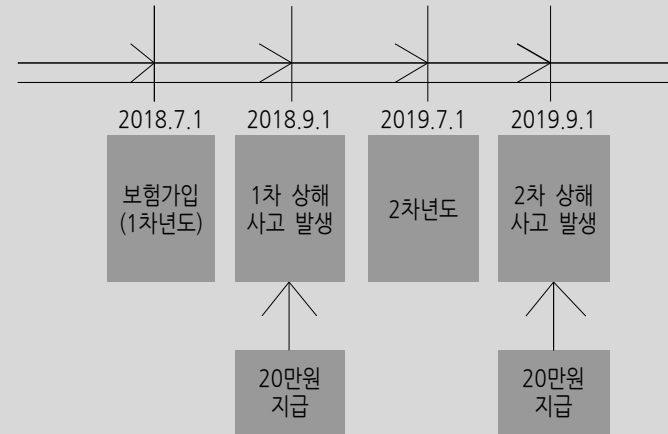 2018.7.1
2018.9.1
2019.7.1
2019.9.1
보험가입
(1차년도)
1차 상해
사고 발생
2차년도
2차 상해
사고 발생
20만원
지급
20만원
지급